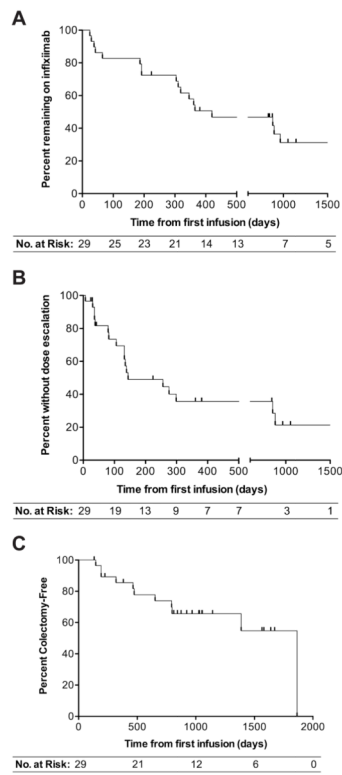 A
Percent remaining on infliximab
100
80
60
40
20
0
0 100 200 300 400 500 1000 1500
Time from first infusion (days)
No. at Risk: 29 25 23 21 14 13 7 5
B
Percent without dose escalation
100
80
60
40
20
0
0 100 200 300 400 500 1000 1500
Time from first infusion (days)
No. at Risk: 29 19 13 9 7 7 3 1
C
Percent Colectomy-Free
100
80
60
40
20
0
0 500 1000 1500 2000
Time from first infusion (days)
No. at Risk: 29 21 12 6 0